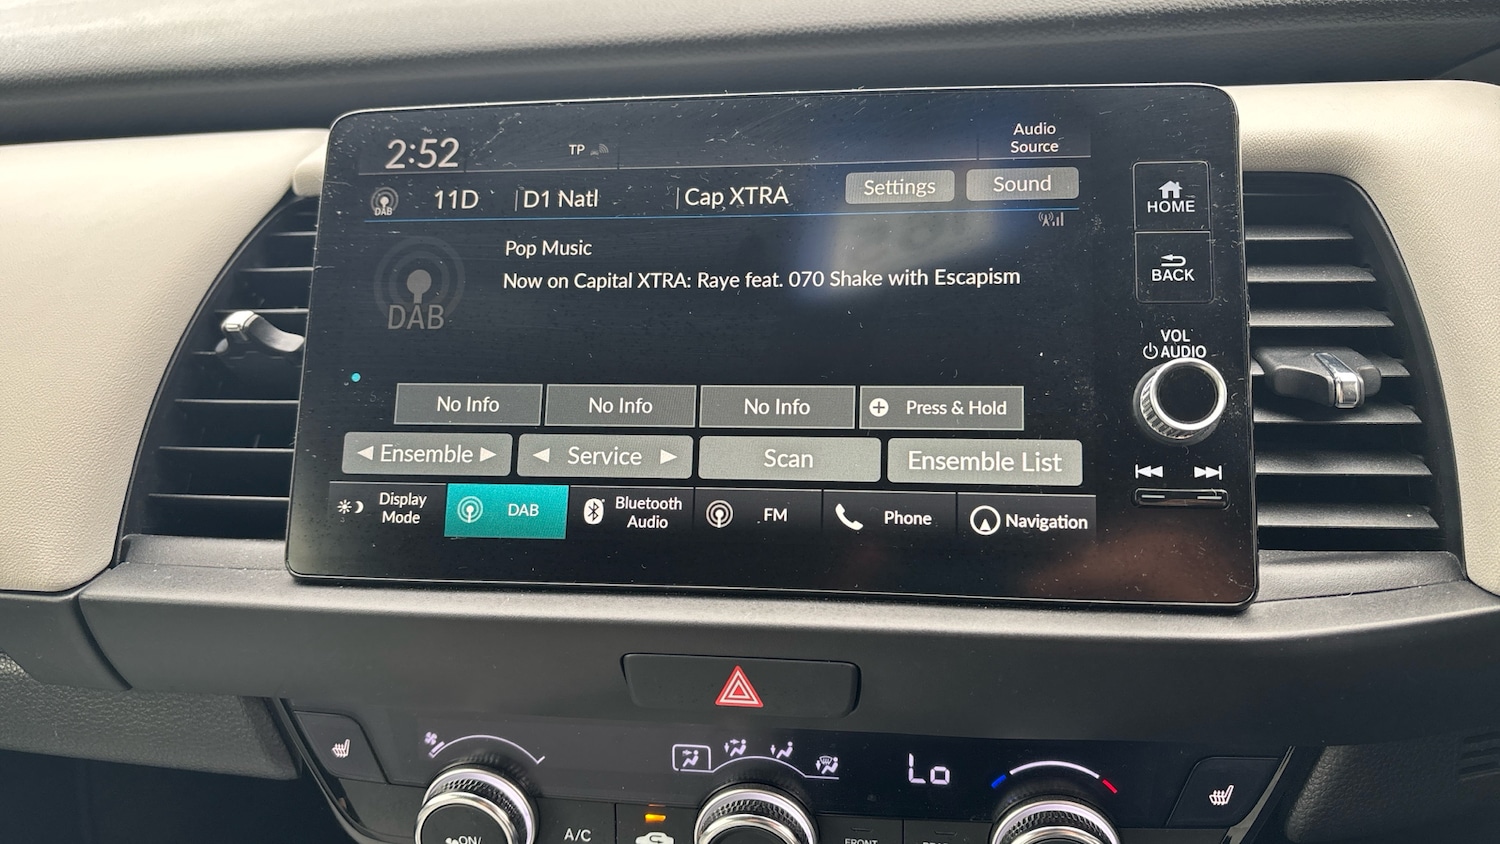 2:52
TP
Audio
Source
DAB
11D
D1 Natl
Cap XTRA
Settings
Sound
HOME
Pop Music
Now on Capital XTRA: Raye feat. 070 Shake with Escapism
BACK
DAB
VOL
AUDIO
No Info
No Info
No Info
Press & Hold
Ensemble
Service
Scan
Ensemble List
Display
Mode
DAB
Bluetooth
Audio
FM
Phone
Navigation
Lo
ON/
A/C
FRONT